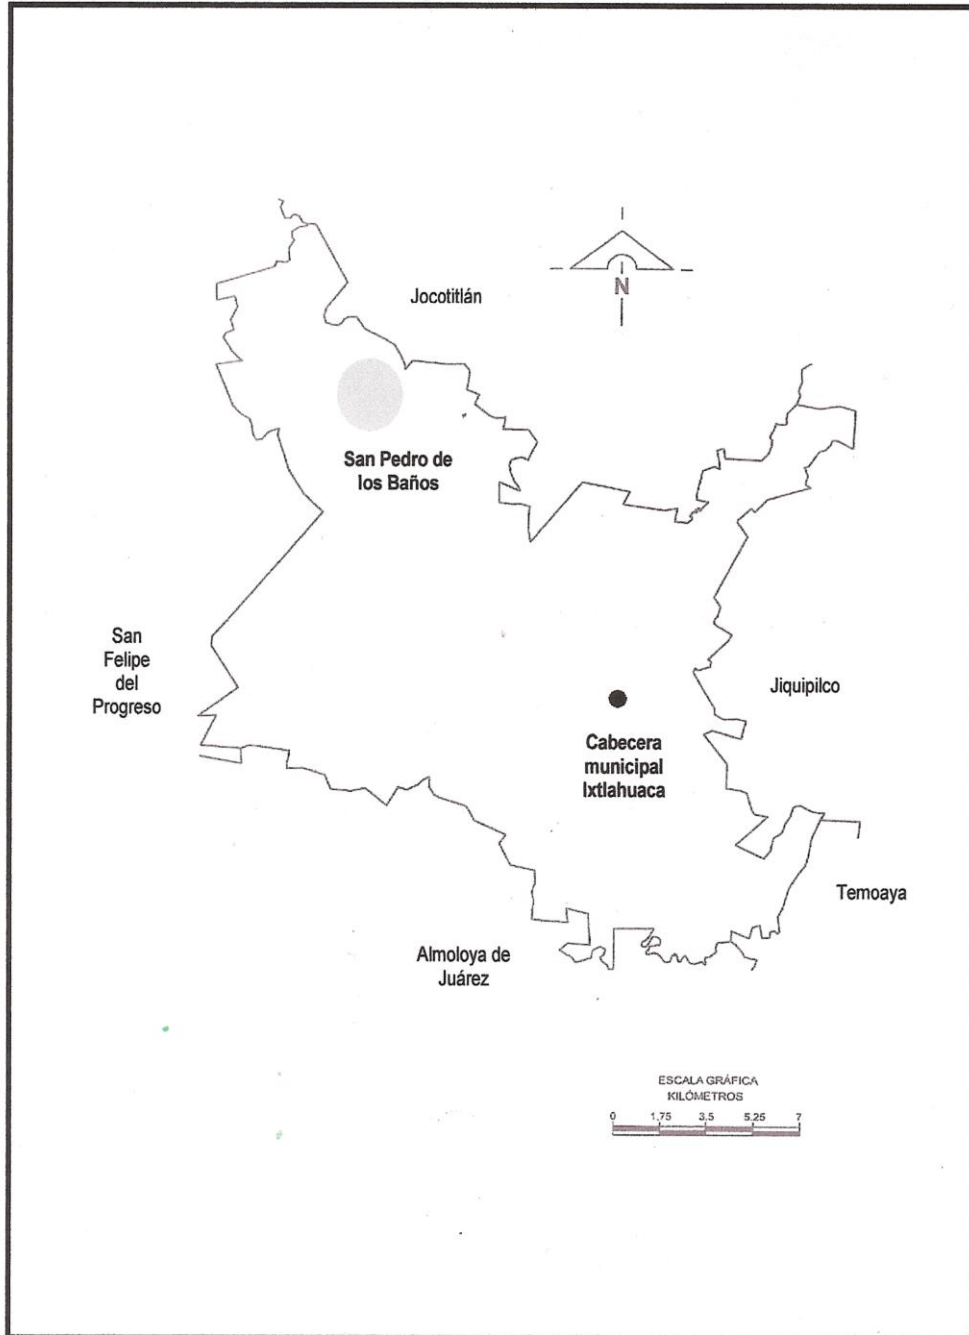 Jocotitlán
N
San Pedro de
los Baños
San
Felipe
del
Progreso
Jiquipilco
Cabecera
municipal
Ixtlahuaca
Temoaya
Almoloya de
Juárez
ESCALA GRÁFICA
KILÓMETROS
0 1,75 3.5 5.25 7